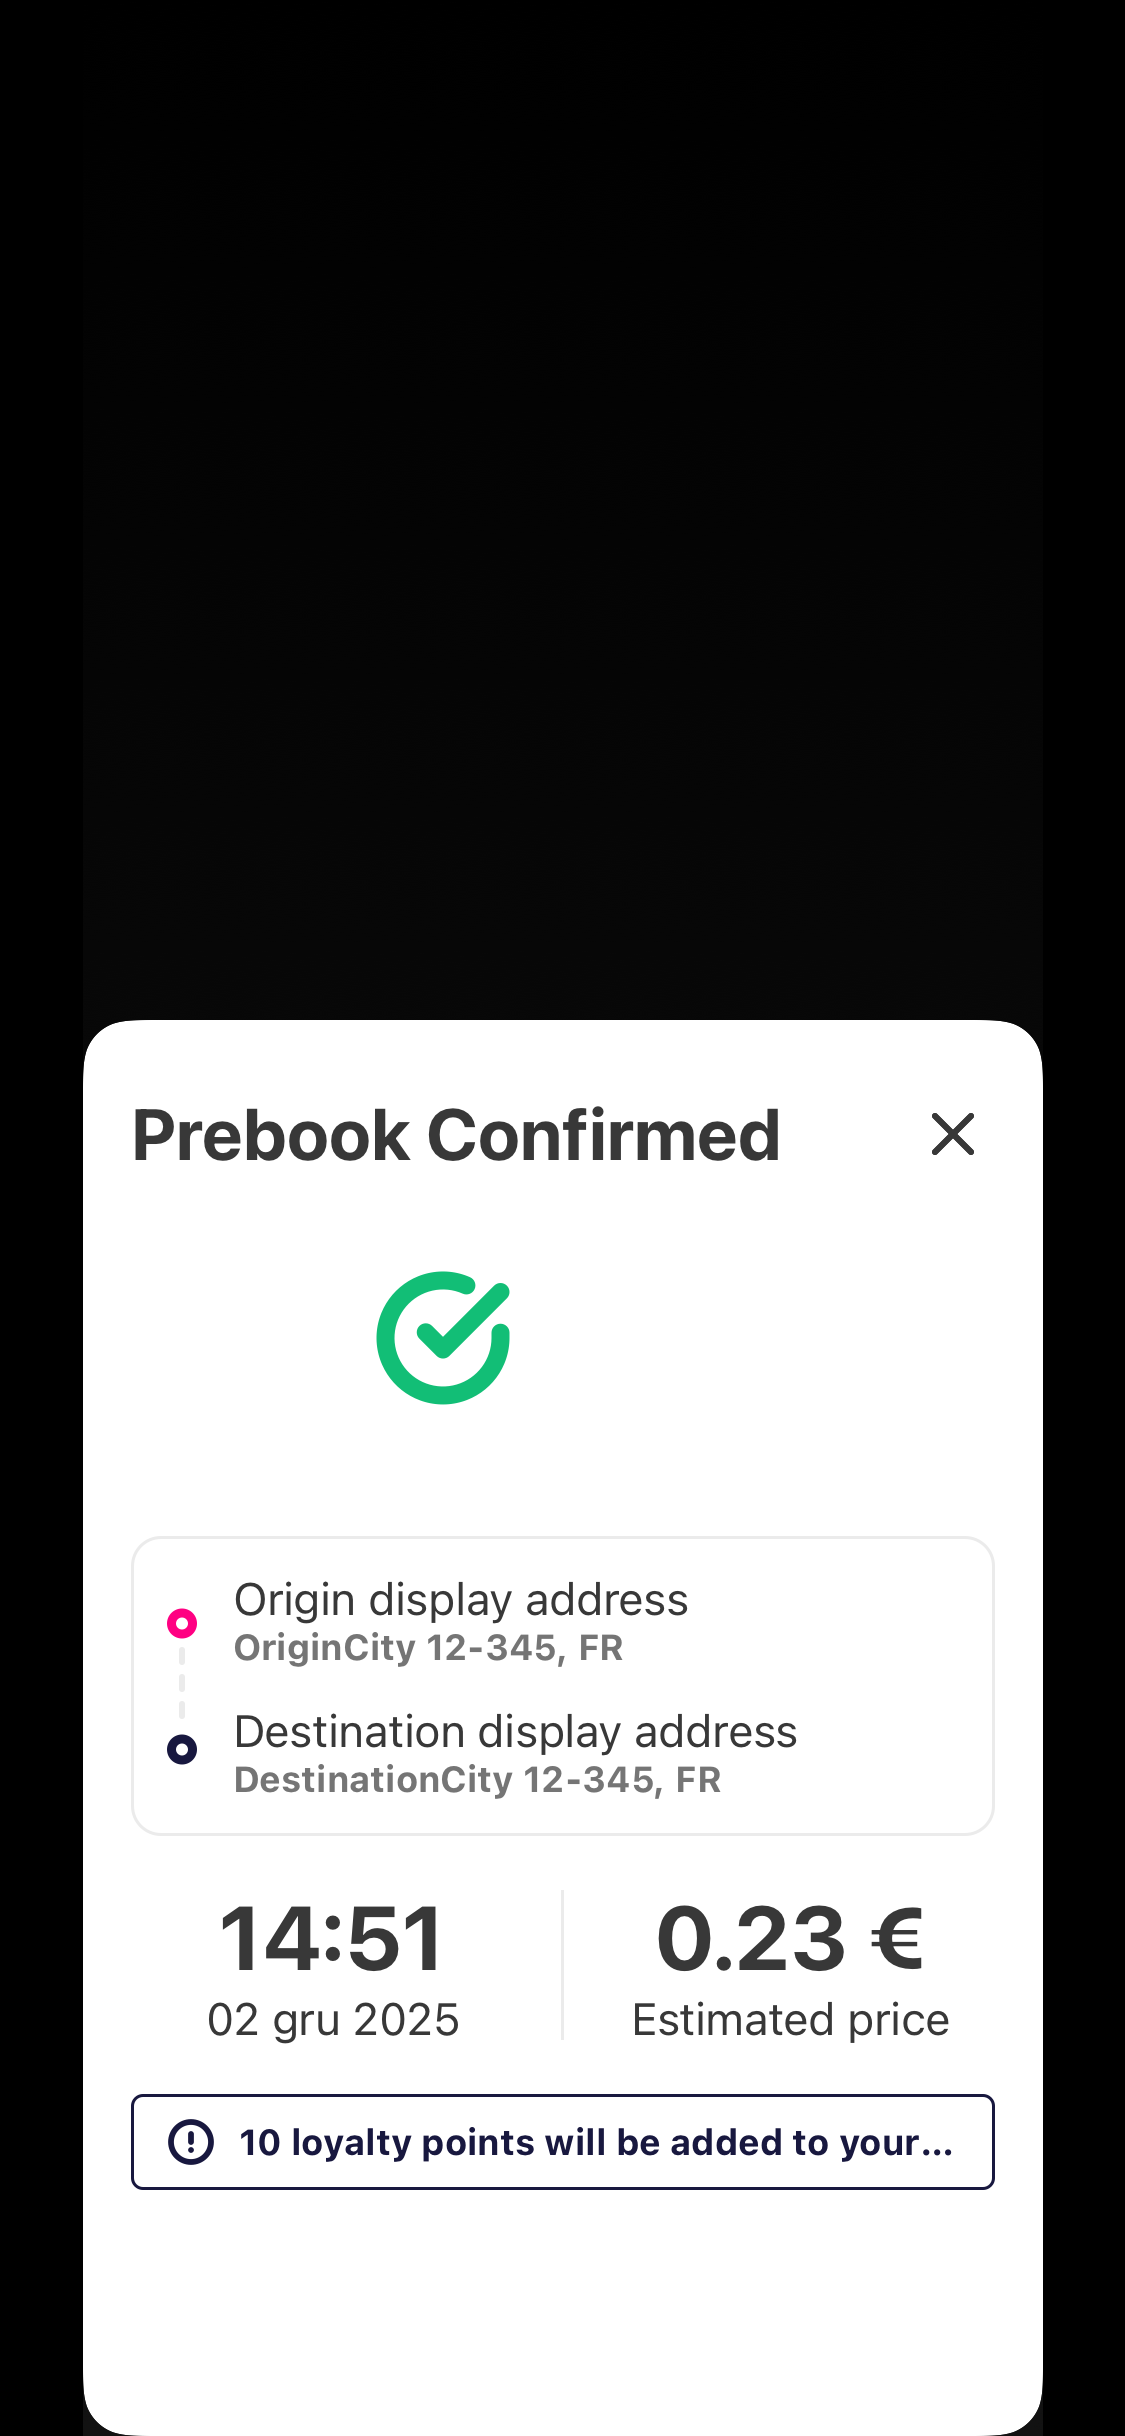 Prebook Confirmed
Origin display address
OriginCity 12-345, FR
Destination display address
DestinationCity 12-345, FR
14:51
0.23 €
02 gru 2025
Estimated price
10 loyalty points will be added to your...